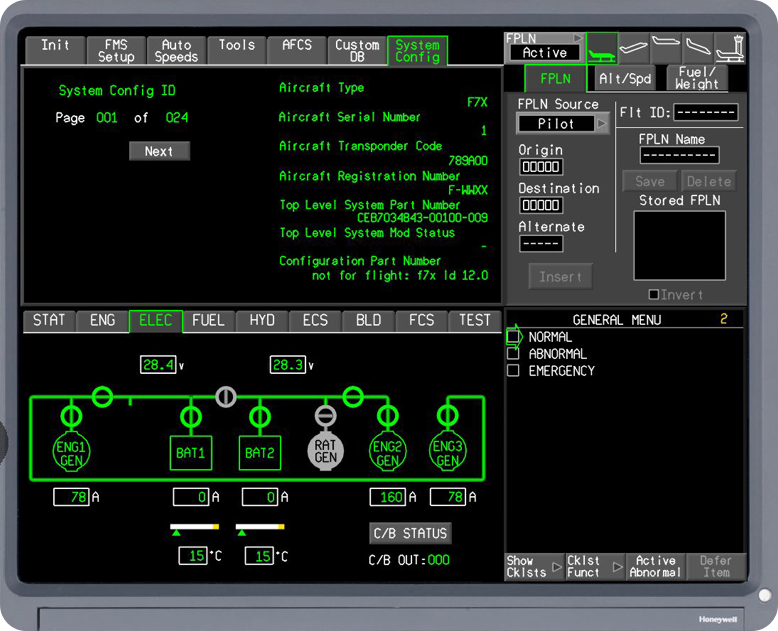 Init
FMS Setup
Auto Speeds
Tools
AFCS
Custom DB
System Config
System Config ID
Page 001 of 024
Next
Aircraft Type
F7X
Aircraft Serial Number
1
Aircraft Transponder Code
789A00
Aircraft Registration Number
F-WWXX
Top Level System Part Number
CEB7034843-00100-009
Top Level System Mod Status
-
Configuration Part Number
not for flight: f7x ld 12.0
FPLN
Active
FPLN
Alt/Spd
Fuel/
Weight
FPLN Source
Pilot
Origin
00000
Destination
00000
Alternate
-----
Insert
Flt ID: --------
FPLN Name
----------
Save
Delete
Stored FPLN
Invert
STAT ENG ELEC FUEL HYD ECS BLD FCS TEST
28.4 v
28.3 v
ENG1 GEN
BAT1
BAT2
RAT GEN
ENG2 GEN
ENG3 GEN
78 A
0 A
0 A
160 A
78 A
15 °C
15 °C
C/B STATUS
C/B OUT:000
GENERAL MENU 2
NORMAL
ABNORMAL
EMERGENCY
Show Cklsts
Cklst Funct
Active Abnormal
Defer Item
Honeywell